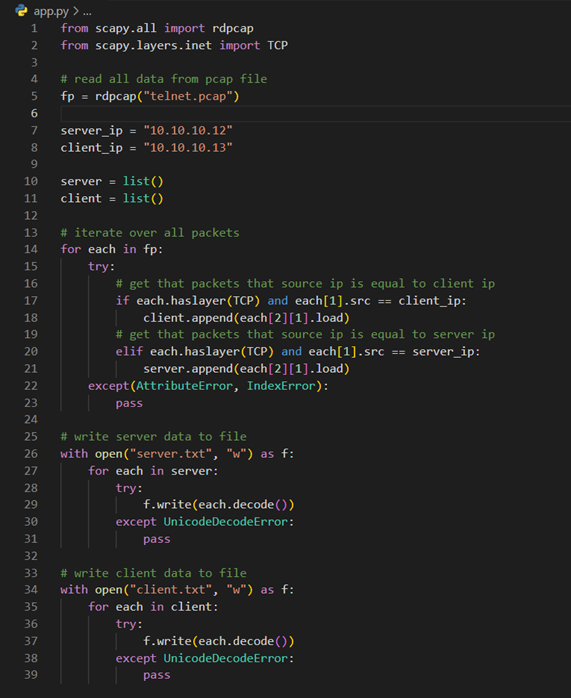 app.py > ...
1 from scapy.all import rdpcap
2 from scapy.layers.inet import TCP
3
4 # read all data from pcap file
5 fp = rdpcap("telnet.pcap")
6
7 server_ip = "10.10.10.12"
8 client_ip = "10.10.10.13"
9
10 server = list()
11 client = list()
12
13 # iterate over all packets
14 for each in fp:
15     try:
16         # get that packets that source ip is equal to client ip
17         if each.haslayer(TCP) and each[1].src == client_ip:
18             client.append(each[2][1].load)
19         # get that packets that source ip is equal to server ip
20         elif each.haslayer(TCP) and each[1].src == server_ip:
21             server.append(each[2][1].load)
22     except(AttributeError, IndexError):
23         pass
24
25 # write server data to file
26 with open("server.txt", "w") as f:
27     for each in server:
28         try:
29             f.write(each.decode())
30         except UnicodeDecodeError:
31             pass
32
33 # write client data to file
34 with open("client.txt", "w") as f:
35     for each in client:
36         try:
37             f.write(each.decode())
38         except UnicodeDecodeError:
39             pass